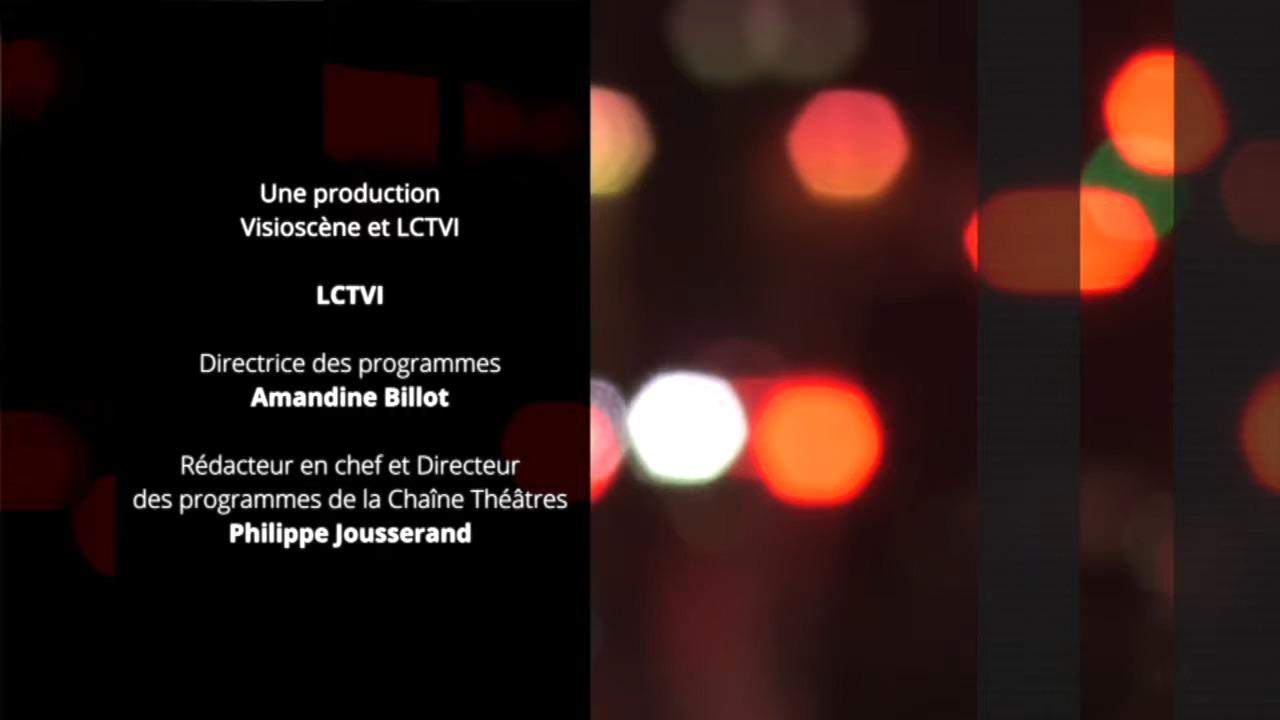 Une production
Visioscène et LCTVI
LCTVI
Directrice des programmes
Amandine Billot
Rédacteur en chef et Directeur
des programmes de la Chaîne Théâtres
Philippe Jousserand